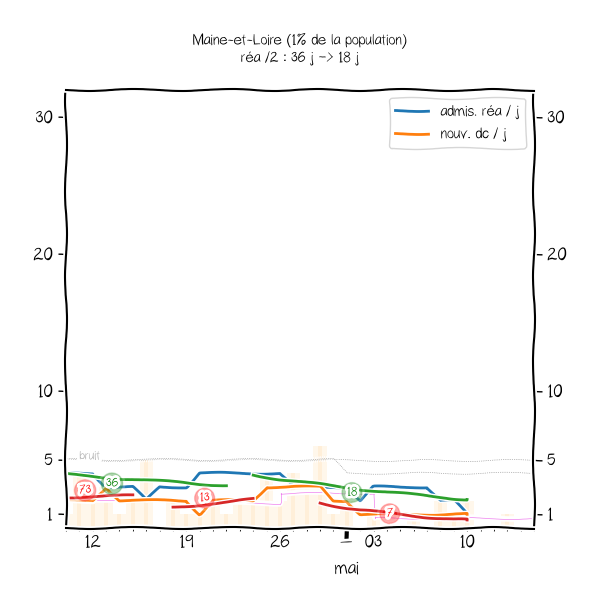 Maine-et-Loire (1% de la population)
réa /2 : 36 j -> 18 j
admis. réa / j
nouv. dc / j
30 30
20 20
10 10
5 bruit 5
73 36 13 18 7
1 1
12 19 26 1 03 10
mai